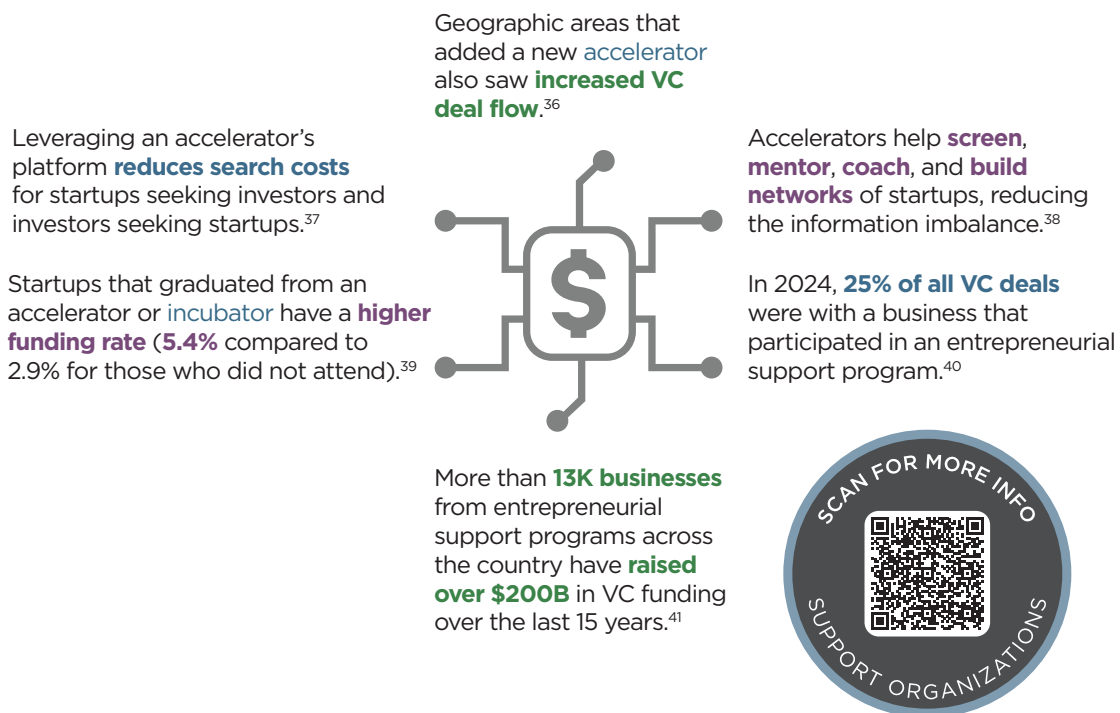 Geographic areas that
added a new accelerator
also saw increased VC
deal flow.36
Leveraging an accelerator’s
platform reduces search costs
for startups seeking investors and
investors seeking startups.37
Accelerators help screen,
mentor, coach, and build
networks of startups, reducing
the information imbalance.38
Startups that graduated from an
accelerator or incubator have a higher
funding rate (5.4% compared to
2.9% for those who did not attend).39
$
In 2024, 25% of all VC deals
were with a business that
participated in an entrepreneurial
support program.40
More than 13K businesses
from entrepreneurial
support programs across
the country have raised
over $200B in VC funding
over the last 15 years.41
SCAN FOR MORE INFO
SUPPORT ORGANIZATIONS